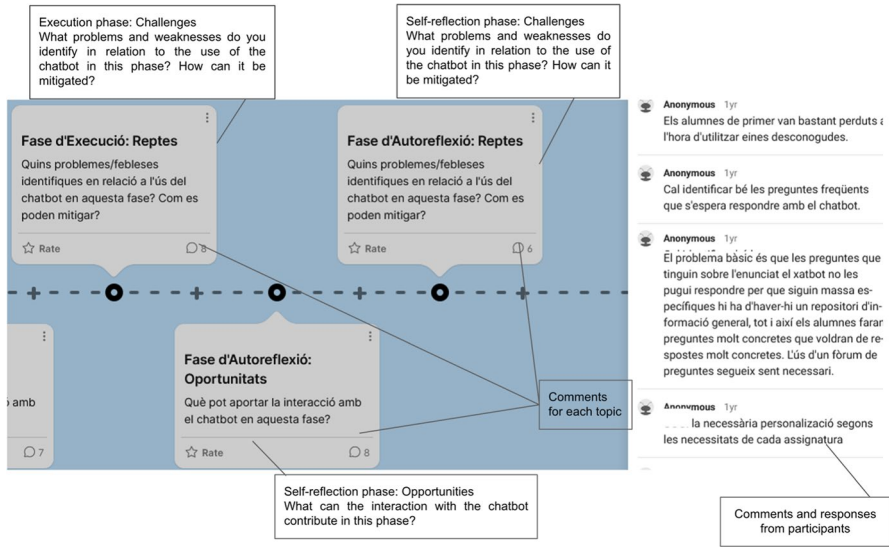 Execution phase: Challenges
What problems and weaknesses do you
identify in relation to the use of the
chatbot in this phase? How can it be
mitigated?
Self-reflection phase: Challenges
What problems and weaknesses do
you identify in relation to the use of
the chatbot in this phase? How can it
be mitigated?
Fase d'Execució: Reptes
Quins problemes/febleses
identifiques en relació a l'ús del
chatbot en aquesta fase? Com es
poden mitigar?
Rate
8
Fase d'Autoreflexió: Reptes
Quins problemes/febleses
identifiques en relació a l'ús del
chatbot en aquesta fase? Com es
poden mitigar?
Rate
6
ó amb
7
Fase d'Autoreflexió:
Oportunitats
Què pot aportar la interacció amb
el chatbot en aquesta fase?
Rate
8
Comments
for each topic
Self-reflection phase: Opportunities
What can the interaction with the chatbot
contribute in this phase?
Anonymous 1yr
Els alumnes de primer van bastant perduts a
l'hora d'utilitzar eines desconogudes.
Anonymous 1yr
Cal identificar bé les preguntes freqüents
que s'espera respondre amb el chatbot.
Anonymous 1yr
El problema bàsic és que les preguntes que
tinguin sobre l'enunciat el xatbot no les
pugui respondre per que siguin massa es-
pecífiques hi ha d'haver-hi un repositori d'in-
formació general, tot i així els alumnes faran
preguntes molt concretes que voldran de re-
spostes molt concretes. L'ús d'un fòrum de
preguntes segueix sent necessari.
Anonymous 1yr
la necessària personalizació segons
les necessitats de cada assignatura
Comments and responses
from participants